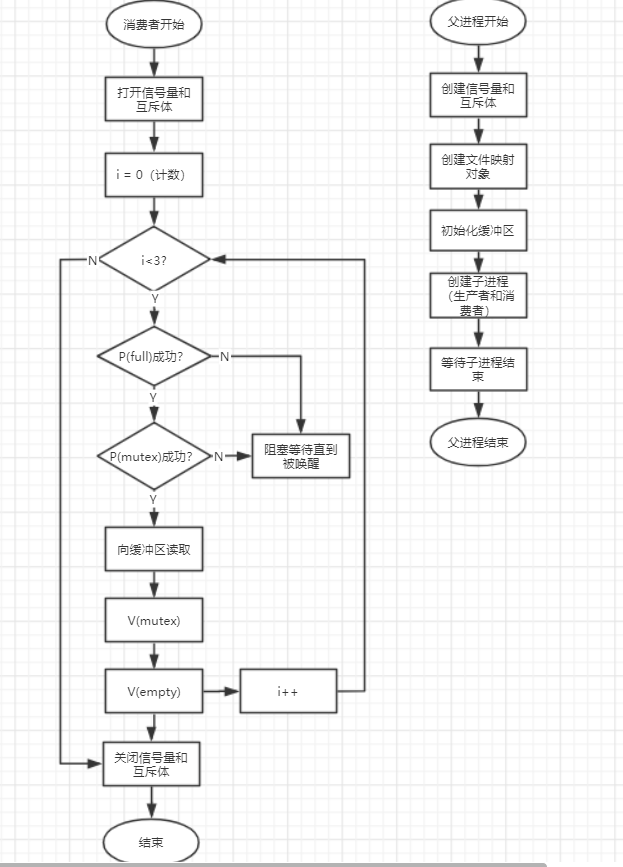 消费者开始
打开信号量和
互斥体
i = 0（计数）
i<3?
N
Y
P(full)成功?
N
Y
P(mutex)成功?
N
阻塞等待直到
被唤醒
Y
向缓冲区读取
V(mutex)
V(empty)
i++
关闭信号量和
互斥体
结束
父进程开始
创建信号量和
互斥体
创建文件映射
对象
初始化缓冲区
创建子进程
（生产者和消
费者）
等待子进程结
束
父进程结束